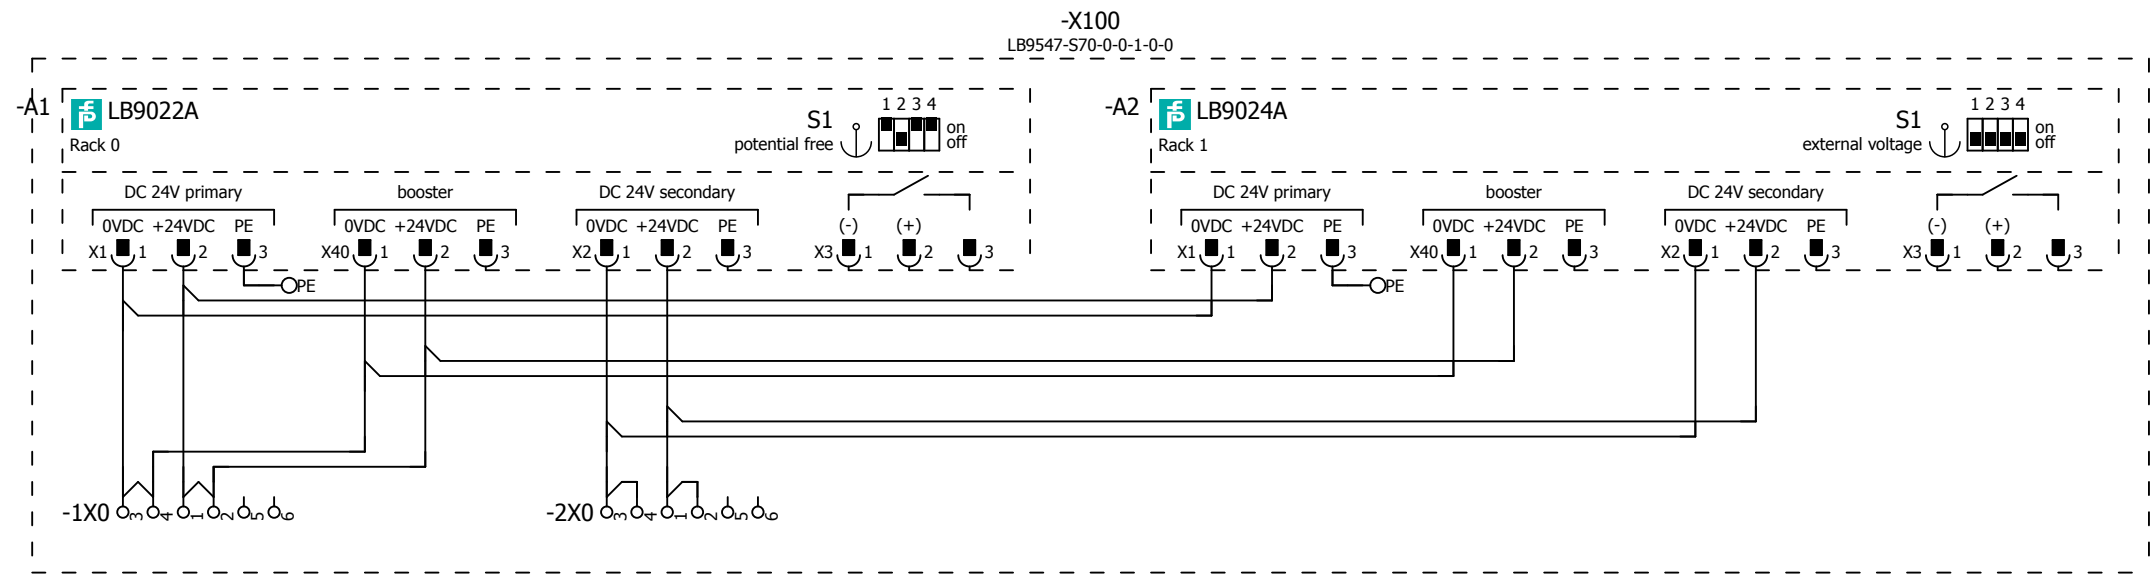 -X100
LB9547-S70-0-0-1-0-0
-A1 LB9022A
Rack 0
S1
potential free
1 2 3 4
on
off
-A2 LB9024A
Rack 1
S1
external voltage
1 2 3 4
on
off
DC 24V primary booster DC 24V secondary
0VDC +24VDC PE 0VDC +24VDC PE 0VDC +24VDC PE (-) (+)
X1 1 2 3 X40 1 2 3 X2 1 2 3 X3 1 2 3
PE
DC 24V primary booster DC 24V secondary
0VDC +24VDC PE 0VDC +24VDC PE 0VDC +24VDC PE (-) (+)
X1 1 2 3 X40 1 2 3 X2 1 2 3 X3 1 2 3
PE
-1X0 3 4 1 2 5 6
-2X0 3 4 1 2 5 6